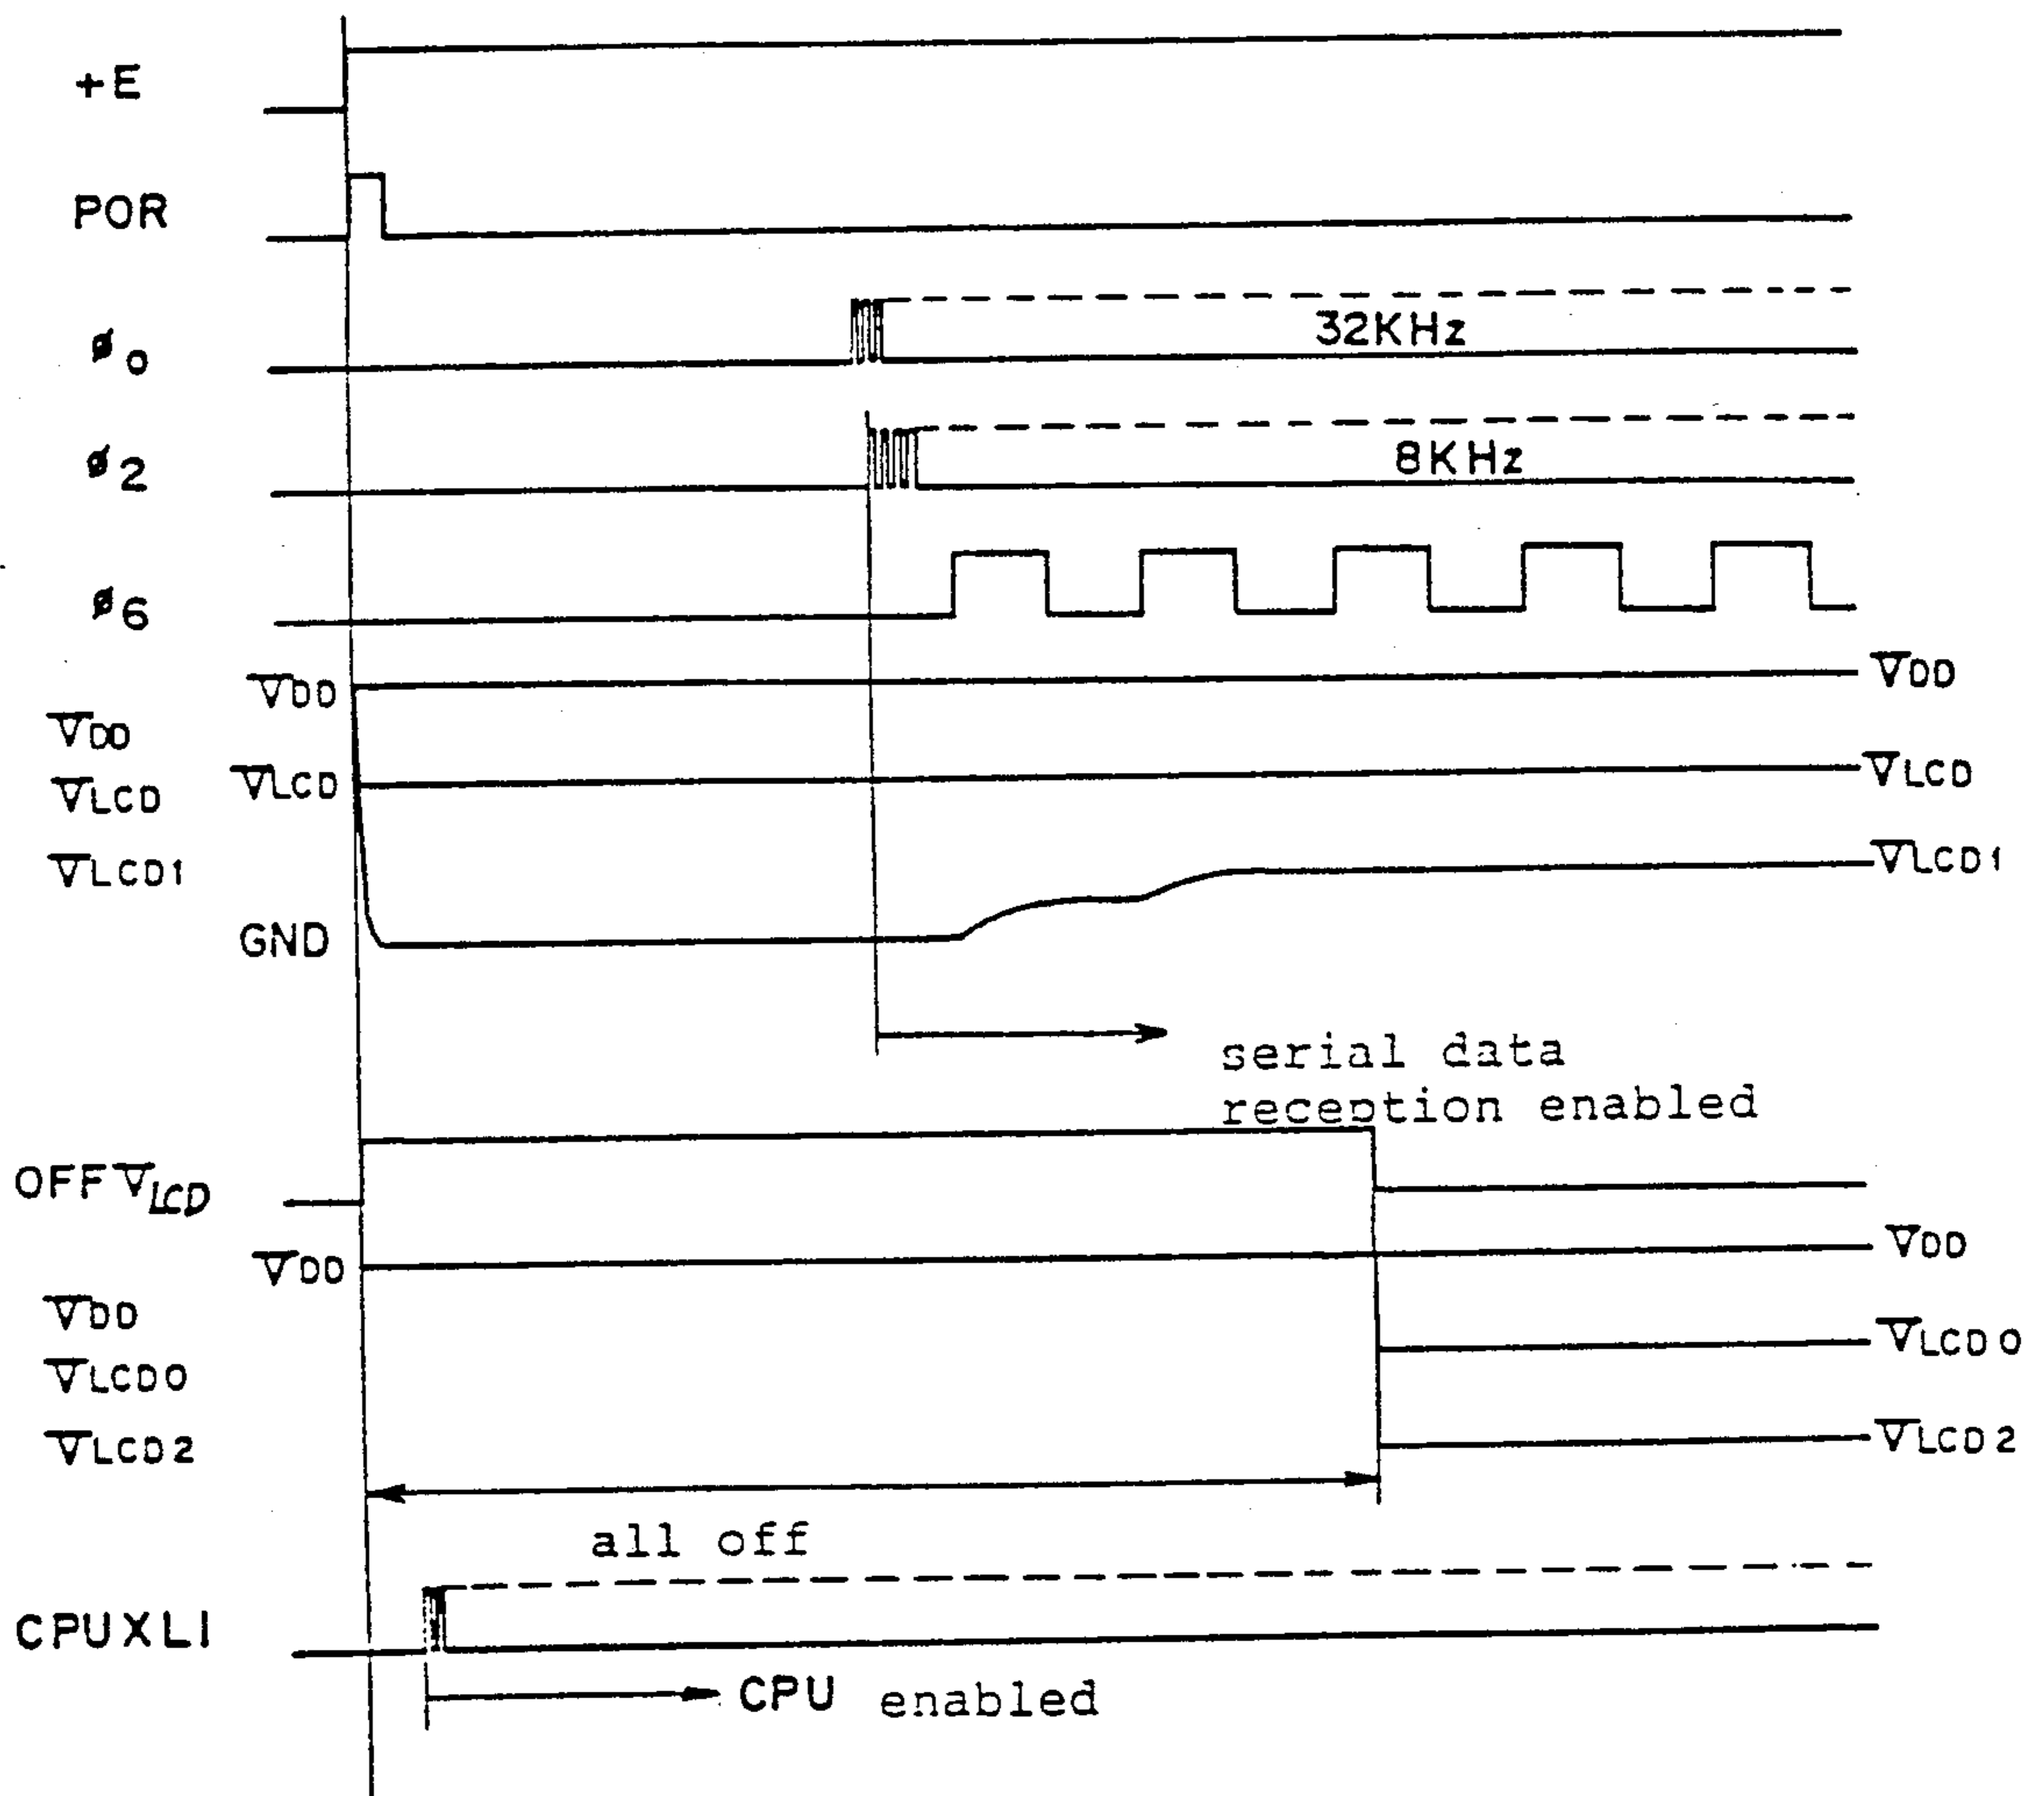 +E
POR
ø0
32KHz
ø2
8KHz
ø6
VDD
VDD
VDD
VLCD
VLCD
VLCD
VLCD1
VLCD1
GND
serial data
reception enabled
OFF VLCD
VDD
VDD
VDD
VLCD0
VLCD0
VLCD2
VLCD2
all off
CPUXL1
CPU enabled